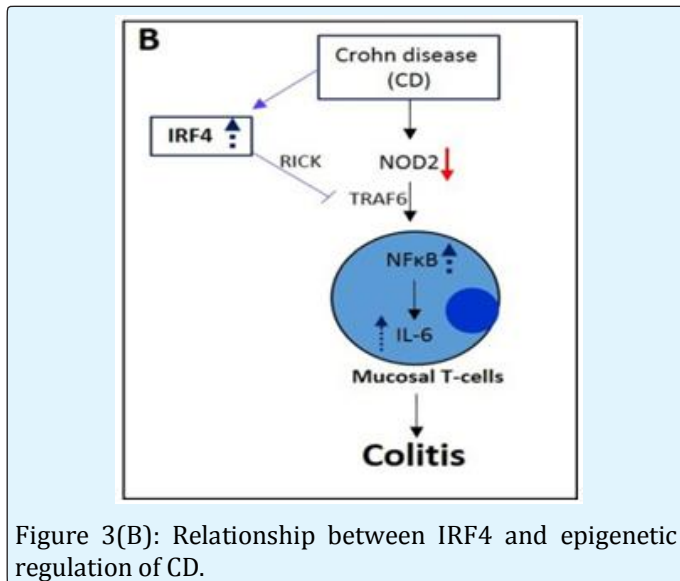 B
Crohn disease
(CD)
IRF4
RICK
NOD2
TRAF6
NFκB
IL-6
Mucosal T-cells
Colitis
Figure 3(B): Relationship between IRF4 and epigenetic
regulation of CD.